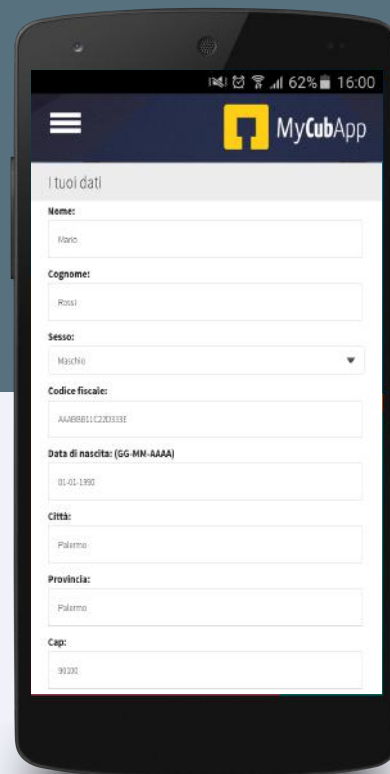 62% 16:00
MyCubApp
I tuoi dati
Nome:
Mario
Cognome:
Rossi
Sesso:
Maschio
Codice fiscale:
AAABBB11C22D333E
Data di nascita: (GG-MM-AAAA)
01-01-1990
Città:
Palermo
Provincia:
Palermo
Cap:
90100